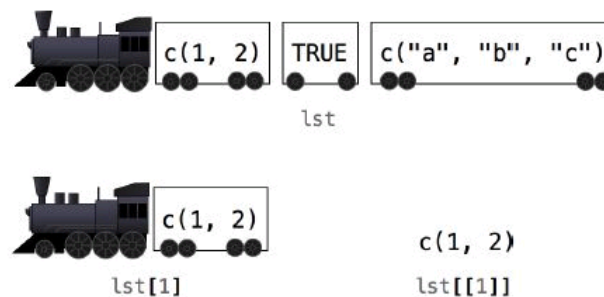 c(1, 2) TRUE c("a", "b", "c")
lst
c(1, 2)
c(1, 2)
lst[1] lst[[1]]